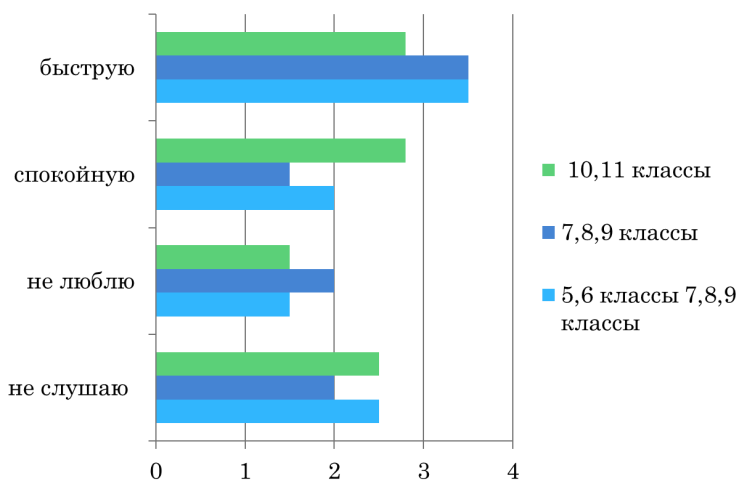 быструю
спокойную
не люблю
не слушаю
0 1 2 3 4
10,11 классы
7,8,9 классы
5,6 классы 7,8,9
классы